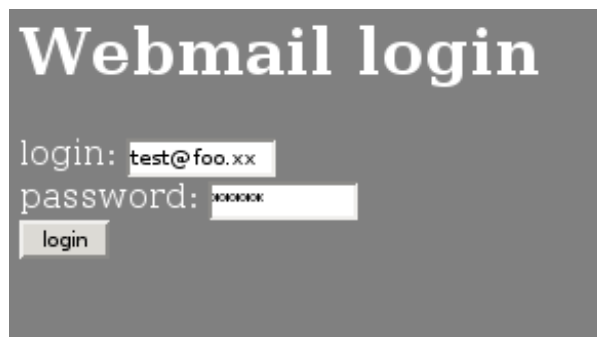 Webmail login
login: test@foo.xx
password: *****
login